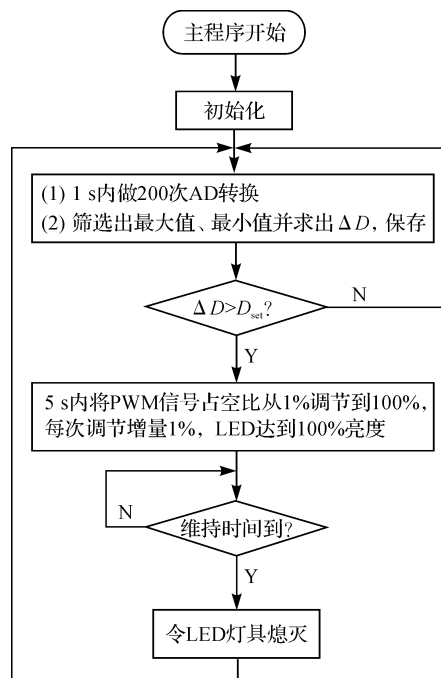 主程序开始
初始化
(1) 1 s内做200次AD转换
(2) 筛选出最大值、最小值并求出ΔD，保存
ΔD>Dset?
N
Y
5 s内将PWM信号占空比从1%调节到100%，
每次调节增量1%，LED达到100%亮度
N
维持时间到?
Y
令LED灯具熄灭